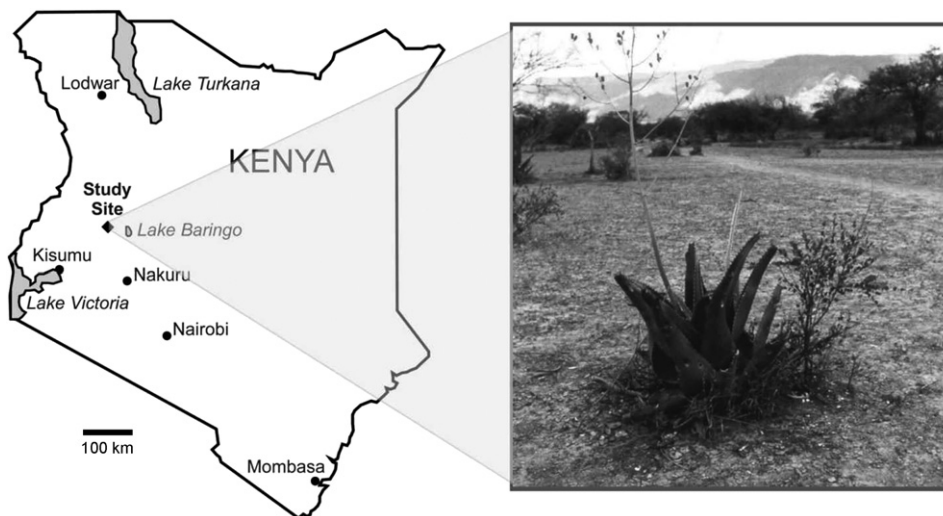 Lodwar
Lake Turkana
KENYA
Study
Site
Lake Baringo
Kisumu
Nakuru
Lake Victoria
Nairobi
100 km
Mombasa